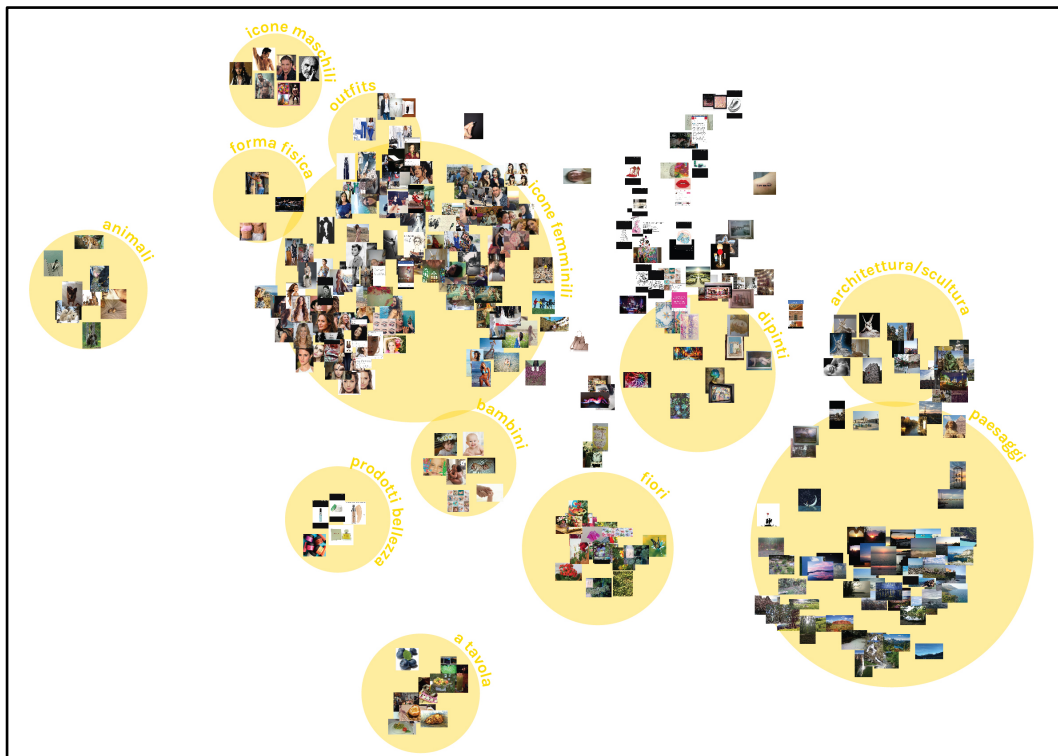 icone maschili
outfits
forma fisica
icone femminili
animali
architettura/scultura
dipinti
paesaggi
bambini
prodotti bellezza
fiori
a tavola